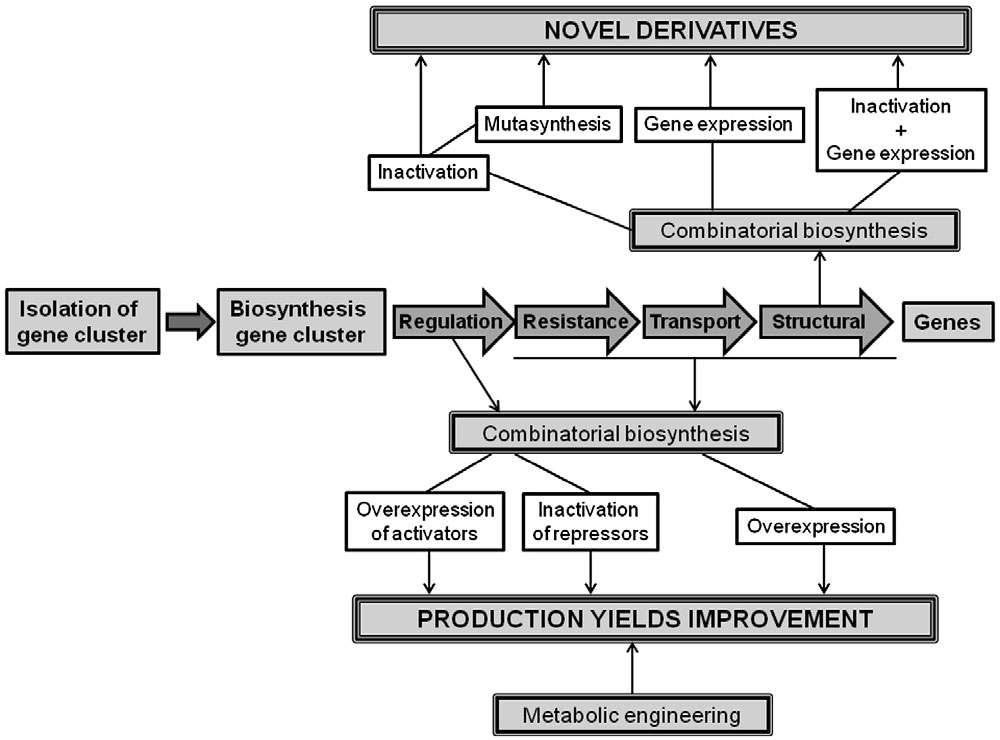 NOVEL DERIVATIVES
Mutasynthesis
Gene expression
Inactivation
+
Gene expression
Inactivation
Combinatorial biosynthesis
Isolation of
gene cluster
Biosynthesis
gene cluster
Regulation
Resistance
Transport
Structural
Genes
Combinatorial biosynthesis
Overexpression
of activators
Inactivation
of repressors
Overexpression
PRODUCTION YIELDS IMPROVEMENT
Metabolic engineering